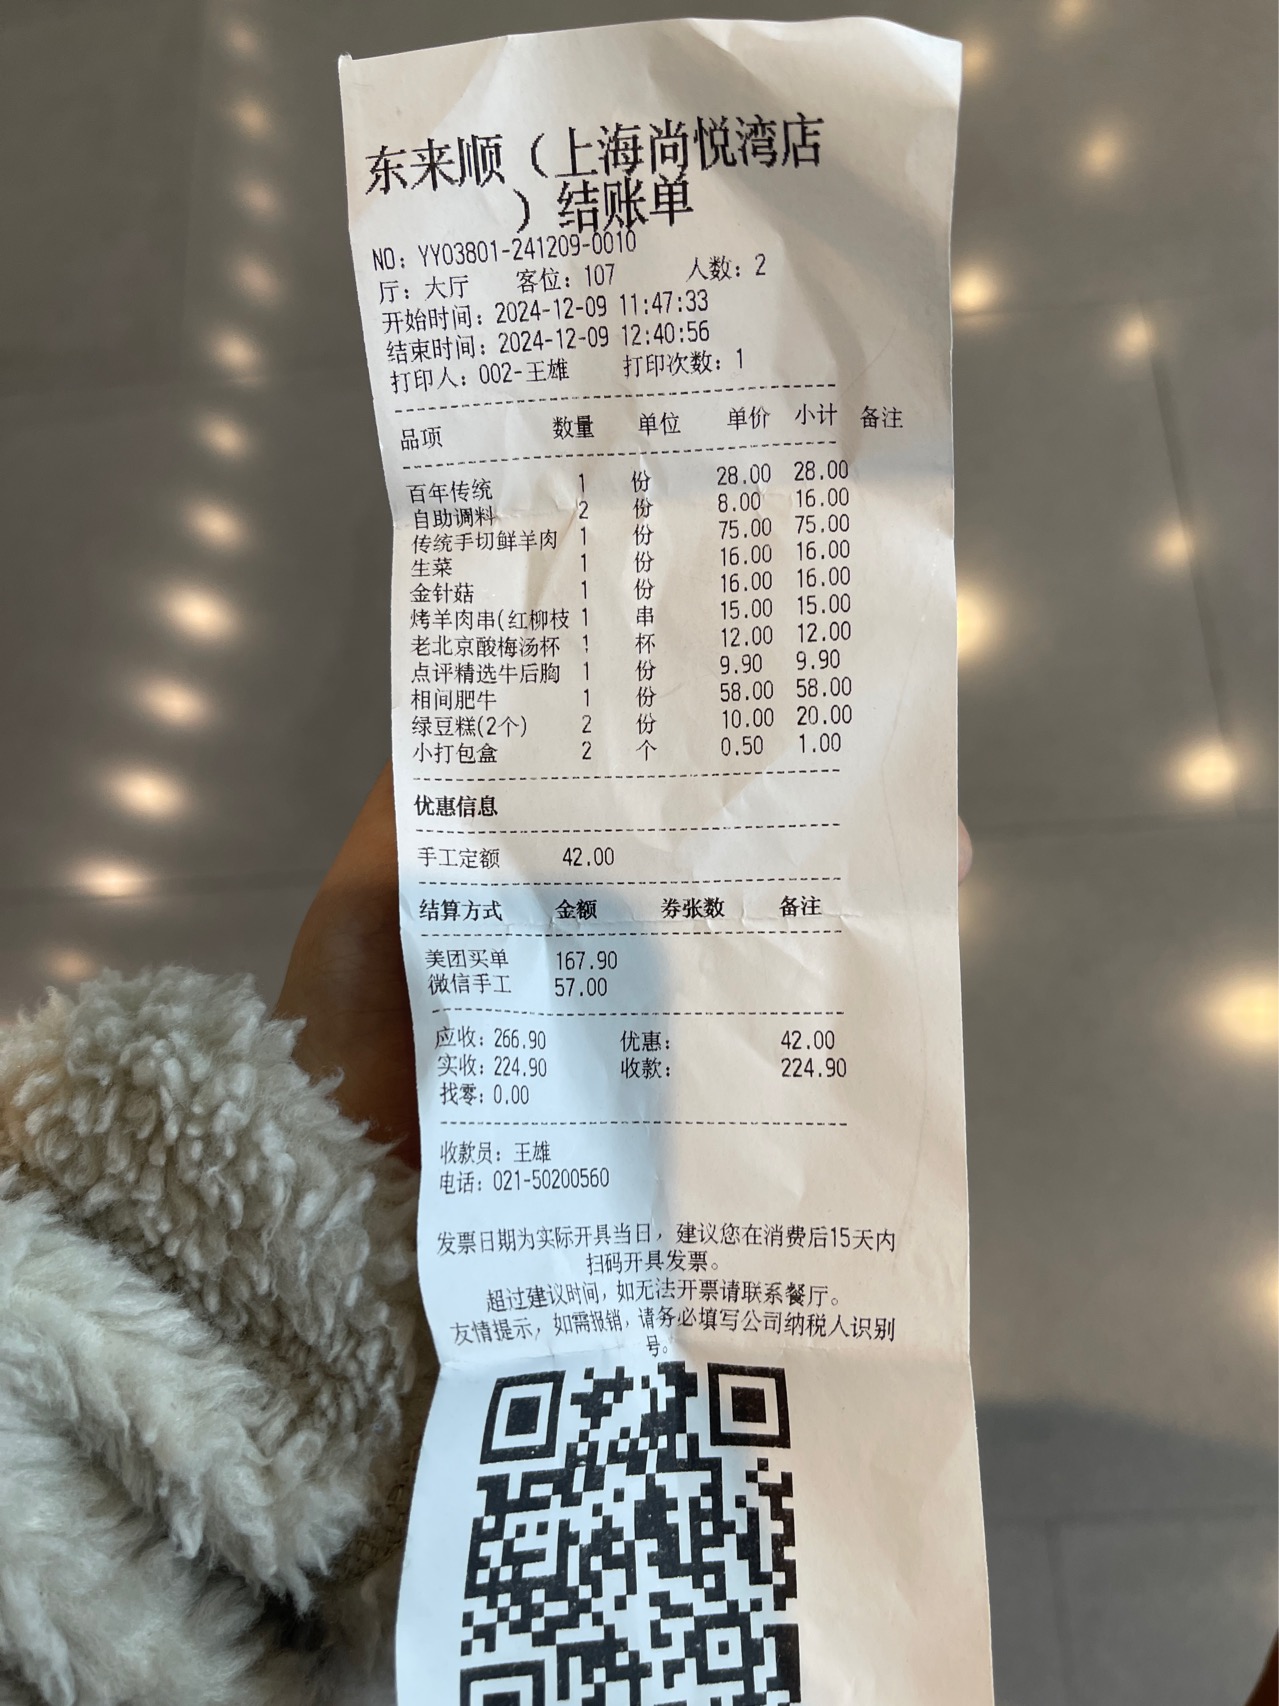 东来顺（上海尚悦湾店
）结账单
NO: YY03801-241209-0010
厅: 大厅 客位: 107 人数: 2
开始时间: 2024-12-09 11:47:33
结束时间: 2024-12-09 12:40:56
打印人: 002-王雄 打印次数: 1
品项 数量 单位 单价 小计 备注
百年传统 1 份 28.00 28.00
自助调料 2 份 8.00 16.00
传统手切鲜羊肉 1 份 75.00 75.00
生菜 1 份 16.00 16.00
金针菇 1 份 16.00 16.00
烤羊肉串(红柳枝 1 串 15.00 15.00
老北京酸梅汤杯 1 杯 12.00 12.00
点评精选牛后胸 1 份 9.90 9.90
相间肥牛 1 份 58.00 58.00
绿豆糕(2个) 2 份 10.00 20.00
小打包盒 2 个 0.50 1.00
优惠信息
手工定额 42.00
结算方式 金额 券张数 备注
美团买单 167.90
微信手工 57.00
应收: 266.90 优惠: 42.00
实收: 224.90 收款: 224.90
找零: 0.00
收款员: 王雄
电话: 021-50200560
发票日期为实际开具当日，建议您在消费后15天内
扫码开具发票。
超过建议时间，如无法开票请联系餐厅。
友情提示，如需报销，请务必填写公司纳税人识别
号。